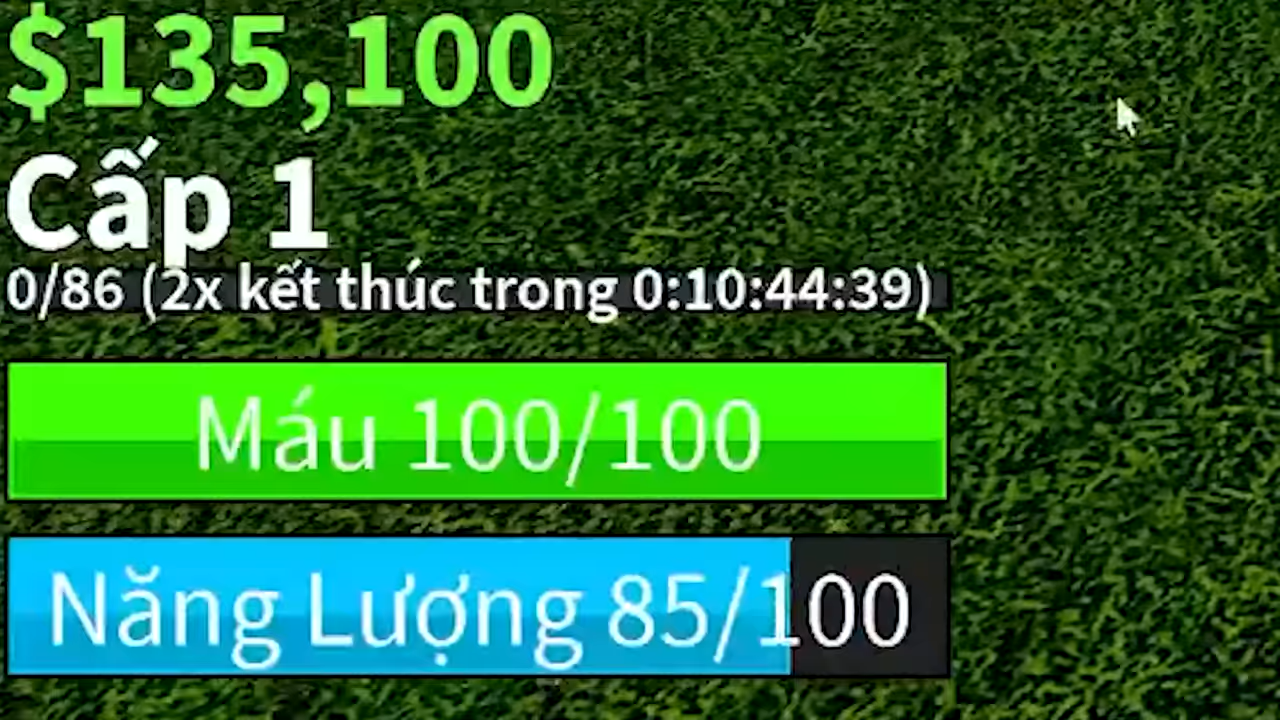 $135,100
Cấp 1
0/86 (2x kết thúc trong 0:10:44:39)
Máu 100/100
Năng Lượng 85/100